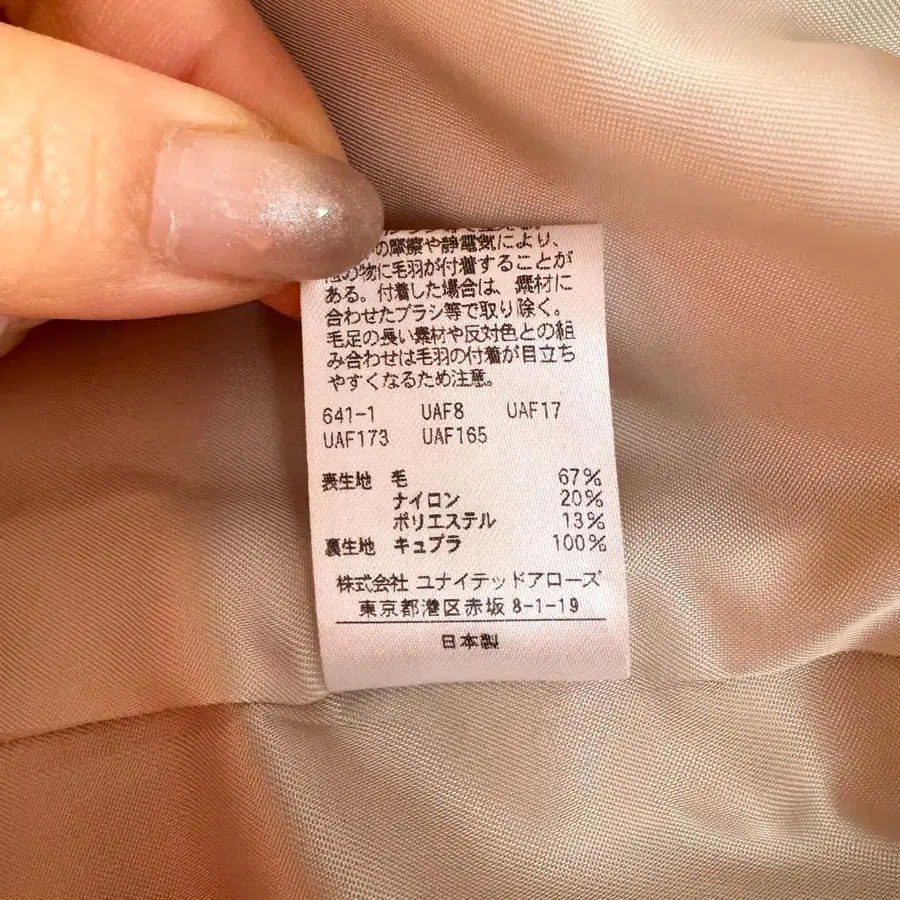 の摩擦や静電気により、
他の物に毛羽が付着することが
ある。付着した場合は、素材に
合わせたブラシ等で取り除く。
毛足の長い素材や反対色との組
み合わせは毛羽の付着が目立ち
やすくなるため注意。
641-1 UAF8 UAF17
UAF173 UAF165
表生地 毛 67%
ナイロン 20%
ポリエステル 13%
裏生地 キュプラ 100%
株式会社 ユナイテッドアローズ
東京都港区赤坂 8-1-19
日本製